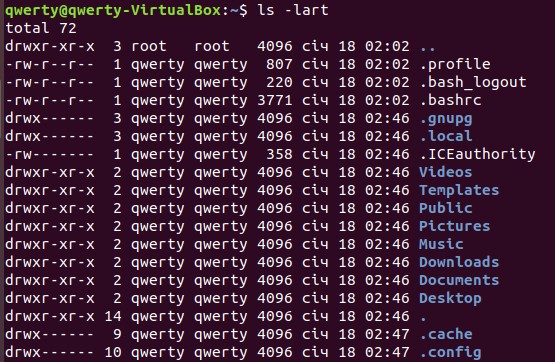 qwerty@qwerty-VirtualBox:~$ ls -lart
total 72
drwxr-xr-x  3 root   root   4096 січ 18 02:02 ..
-rw-r--r--  1 qwerty qwerty  807 січ 18 02:02 .profile
-rw-r--r--  1 qwerty qwerty  220 січ 18 02:02 .bash_logout
-rw-r--r--  1 qwerty qwerty 3771 січ 18 02:02 .bashrc
drwx------  3 qwerty qwerty 4096 січ 18 02:46 .gnupg
drwx------  3 qwerty qwerty 4096 січ 18 02:46 .local
-rw-------  1 qwerty qwerty  358 січ 18 02:46 .ICEauthority
drwxr-xr-x  2 qwerty qwerty 4096 січ 18 02:46 Videos
drwxr-xr-x  2 qwerty qwerty 4096 січ 18 02:46 Templates
drwxr-xr-x  2 qwerty qwerty 4096 січ 18 02:46 Public
drwxr-xr-x  2 qwerty qwerty 4096 січ 18 02:46 Pictures
drwxr-xr-x  2 qwerty qwerty 4096 січ 18 02:46 Music
drwxr-xr-x  2 qwerty qwerty 4096 січ 18 02:46 Downloads
drwxr-xr-x  2 qwerty qwerty 4096 січ 18 02:46 Documents
drwxr-xr-x  2 qwerty qwerty 4096 січ 18 02:46 Desktop
drwxr-xr-x 14 qwerty qwerty 4096 січ 18 02:46 .
drwx------  9 qwerty qwerty 4096 січ 18 02:47 .cache
drwx------ 10 qwerty qwerty 4096 січ 18 02:47 .config